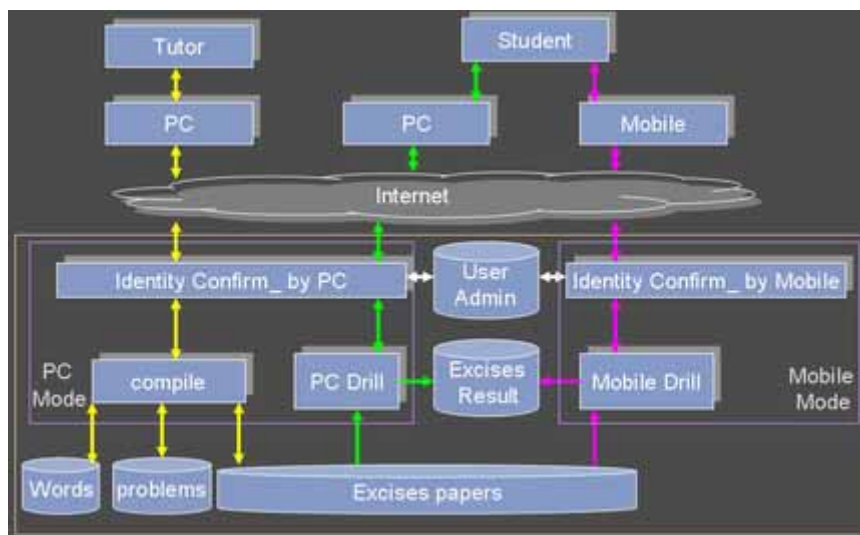 Tutor
Student
PC
PC
Mobile
Internet
Identity Confirm_ by PC
User
Admin
Identity Confirm_ by Mobile
PC
Mode
compile
PC Drill
Excises
Result
Mobile Drill
Mobile
Mode
Words
problems
Excises papers